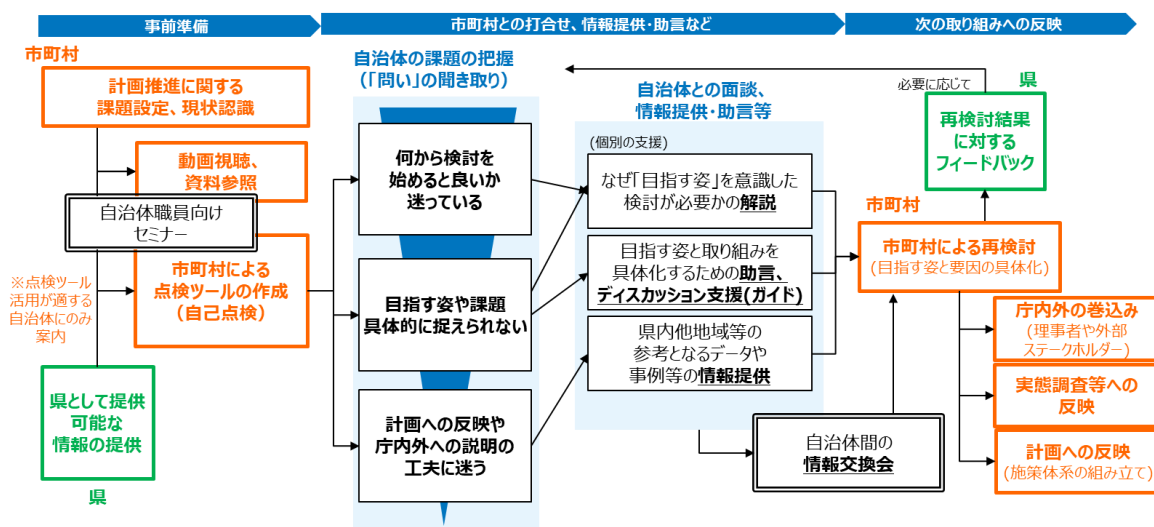 事前準備
市町村との打合せ、情報提供・助言など
次の取り組みへの反映
市町村
計画推進に関する
課題設定、現状認識
動画視聴、
資料参照
自治体職員向け
セミナー
市町村による
点検ツールの作成
(自己点検)
※点検ツール
活用が適する
自治体にのみ
案内
県として提供
可能な
情報の提供
県
自治体の課題の把握
(「問い」の聞き取り)
何から検討を
始めると良いか
迷っている
目指す姿や課題
具体的に捉えられない
計画への反映や
庁内外への説明の
工夫に迷う
自治体との面談、
情報提供・助言等
(個別の支援)
なぜ「目指す姿」を意識した
検討が必要かの解説
目指す姿と取り組みを
具体化するための助言、
ディスカッション支援(ガイド)
県内他地域等の
参考となるデータや
事例等の情報提供
自治体間の
情報交換会
必要に応じて
県
再検討結果
に対する
フィードバック
市町村
市町村による再検討
(目指す姿と要因の具体化)
庁内外の巻込み
(理事者や外部
ステークホルダー)
実態調査等への
反映
計画への反映
(施策体系の組み立て)